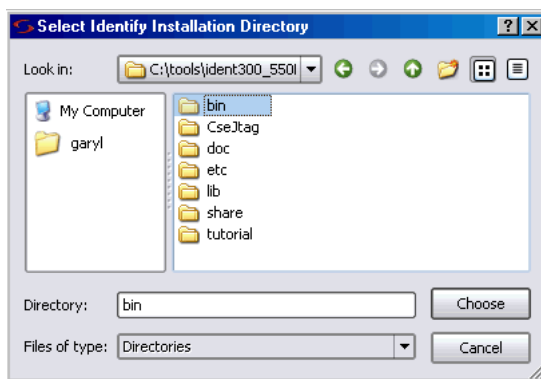 Select Identify Installation Directory
Look in:
C:\tools\ident300_550I
My Computer
garyl
bin
CseJtag
doc
etc
lib
share
tutorial
Directory:
bin
Choose
Files of type:
Directories
Cancel